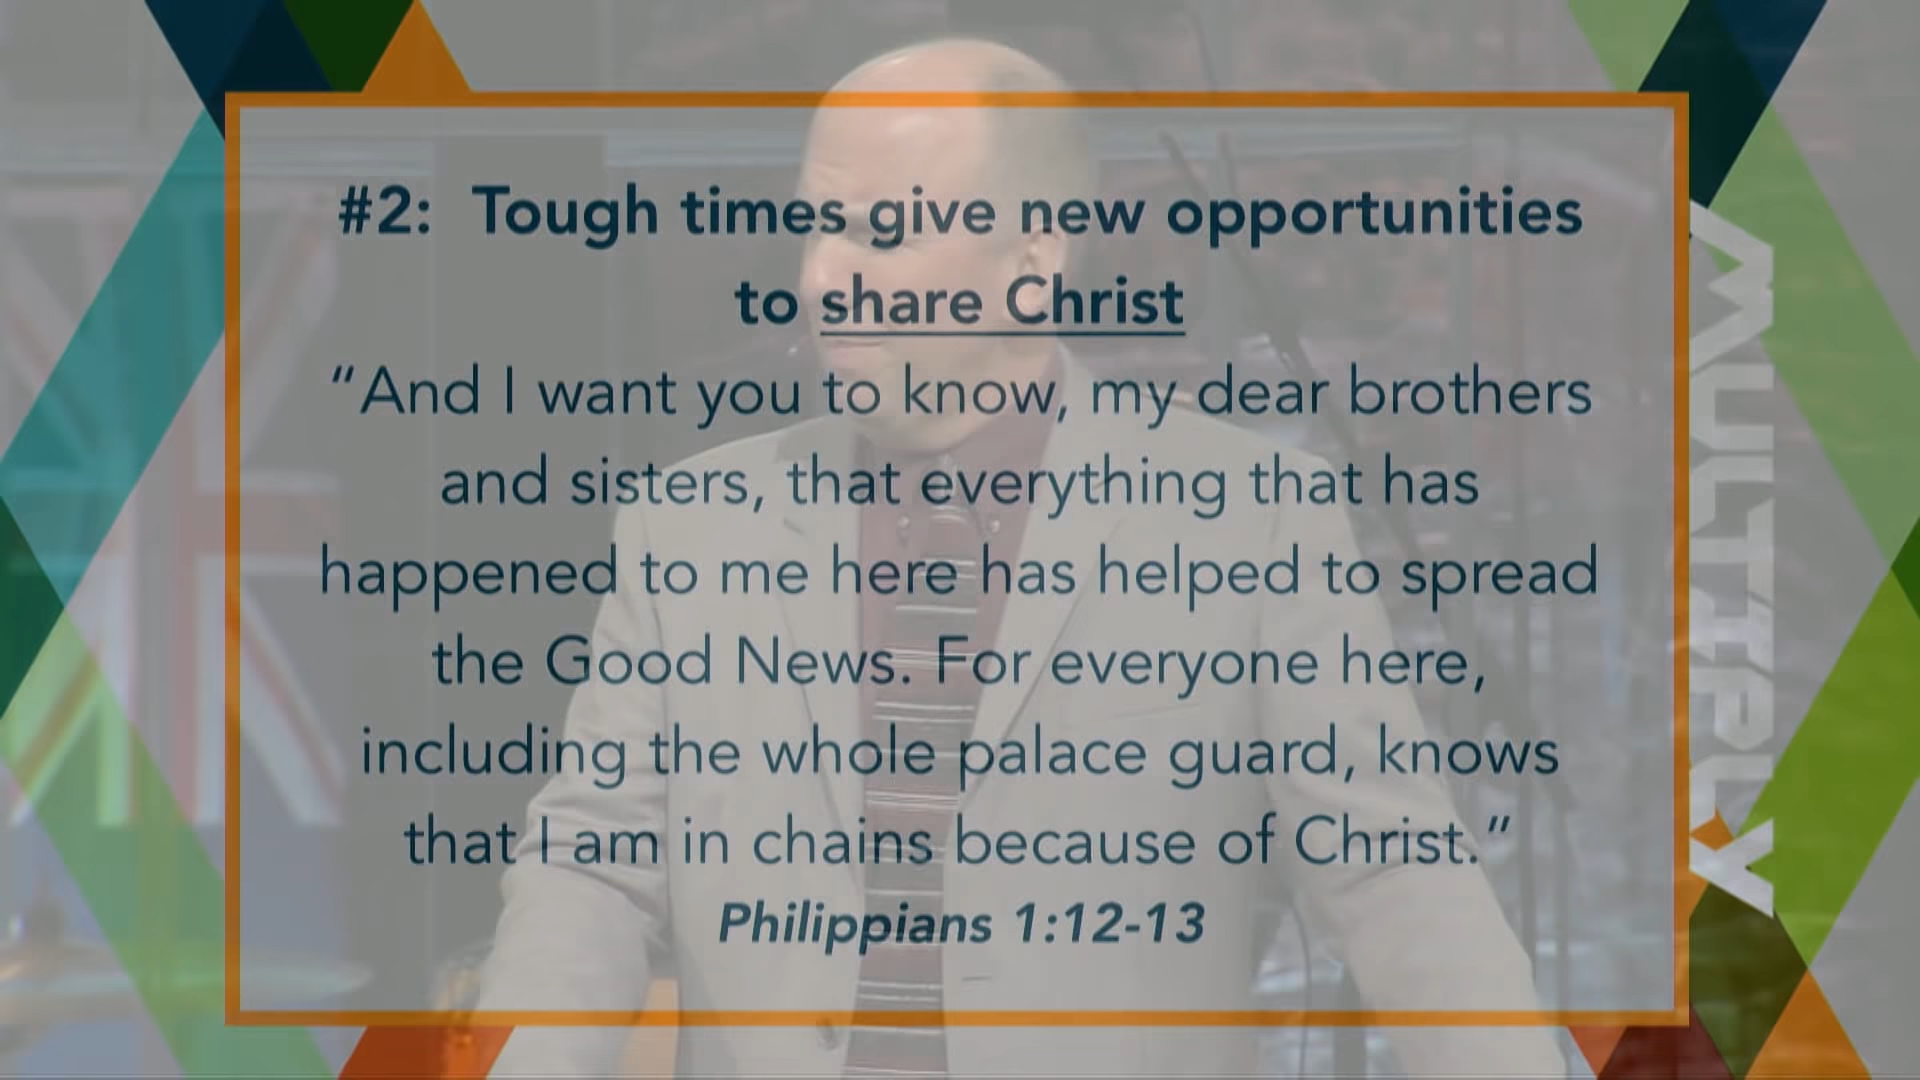 #2:  Tough times give new opportunities
to share Christ
“And I want you to know, my dear brothers
and sisters, that everything that has
happened to me here has helped to spread
the Good News. For everyone here,
including the whole palace guard, knows
that I am in chains because of Christ.”
Philippians 1:12-13
MULTIPLY